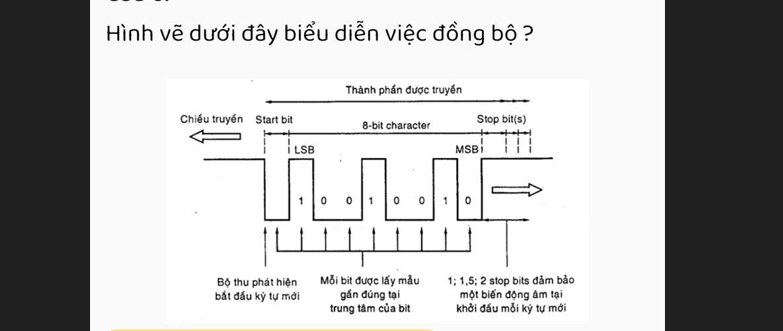 Hình vẽ dưới đây biểu diễn việc đồng bộ ?
Thành phần được truyền
Chiều truyền
Start bit
8-bit character
Stop bit(s)
LSB
MSB
1 0 0 1 0 0 1 0
Bộ thu phát hiện
bắt đầu ký tự mới
Mỗi bit được lấy mẫu
gần đúng tại
trung tâm của bit
1; 1,5; 2 stop bits đảm bảo
một biến động âm tại
khởi đầu mỗi ký tự mới